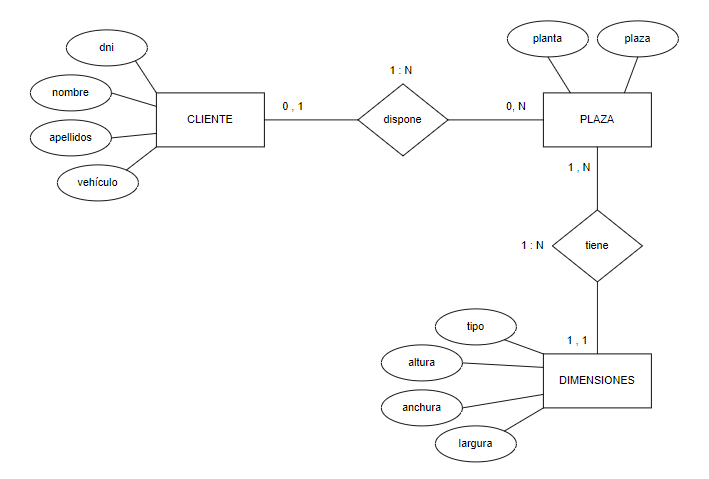 planta
plaza
dni
1 : N
nombre
0 , 1
0, N
CLIENTE
dispone
PLAZA
apellidos
1 , N
vehículo
1 : N
tiene
tipo
1 , 1
altura
DIMENSIONES
anchura
largura